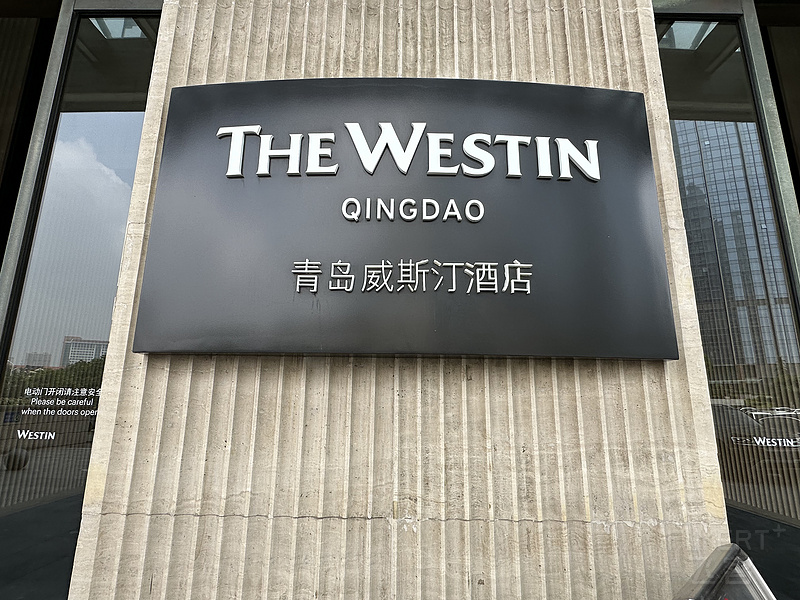 THE WESTIN
QINGDAO
青岛威斯汀酒店
电动门开闭请注意安全
Please be careful
when the doors open
WESTIN
WESTIN